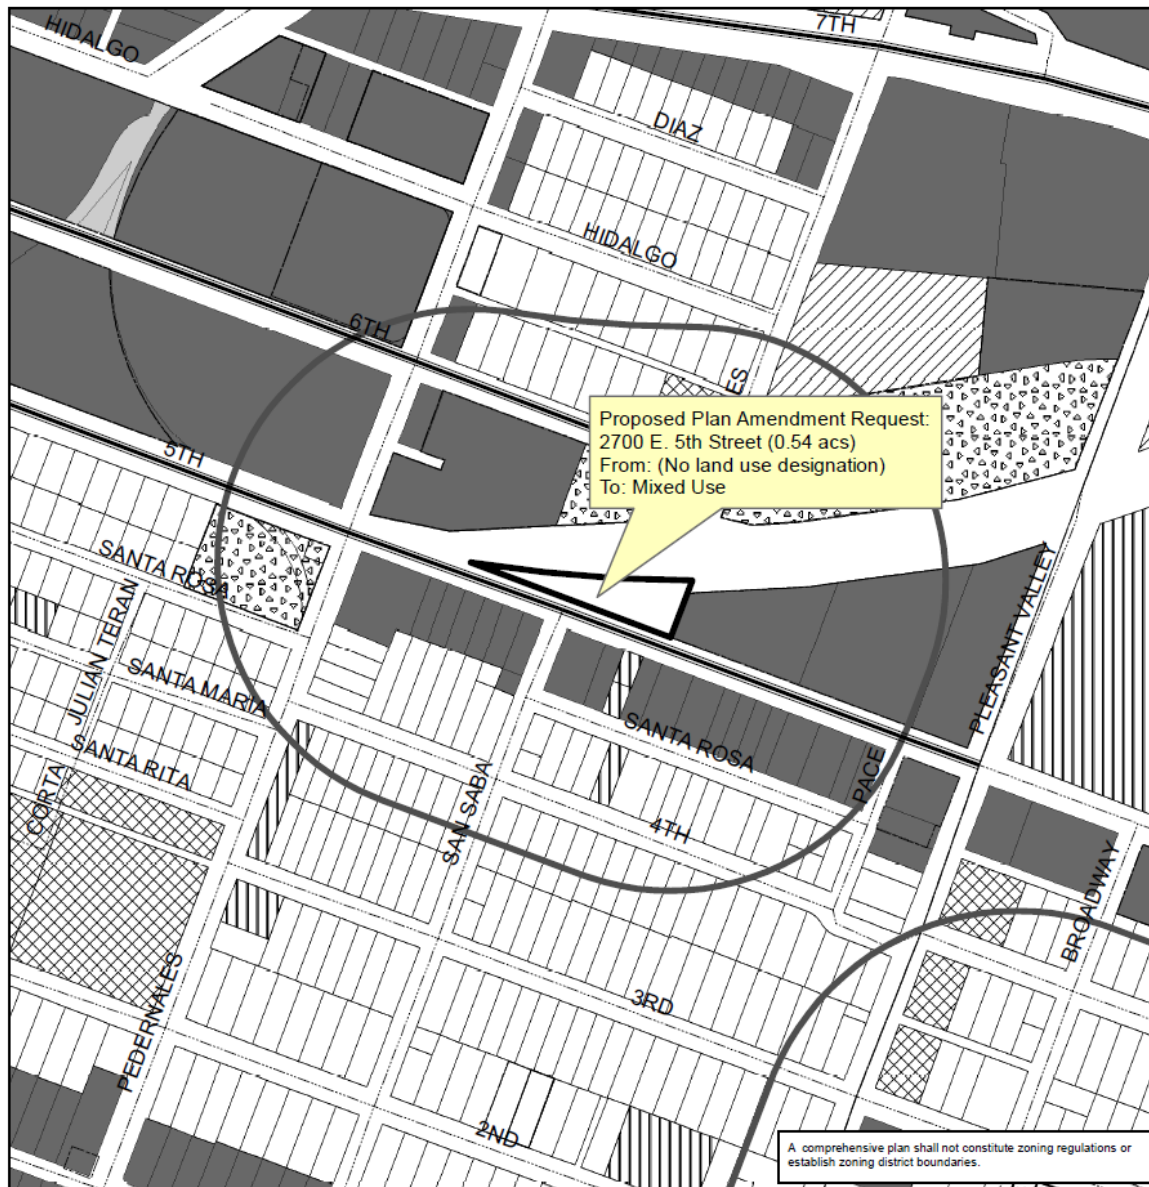 7TH
HIDALGO
DIAZ
HIDALGO
6TH
ES
Proposed Plan Amendment Request:
2700 E. 5th Street (0.54 acs)
From: (No land use designation)
To: Mixed Use
5TH
SANTA ROSA
JULIAN TERAN
PLEASANT VALLEY
SANTA MARIA
SANTA ROSA
SANTA RITA
CORTA
SAN SABA
PACE
4TH
BROADWAY
PEDERNALES
3RD
2ND
A comprehensive plan shall not constitute zoning regulations or
establish zoning district boundaries.